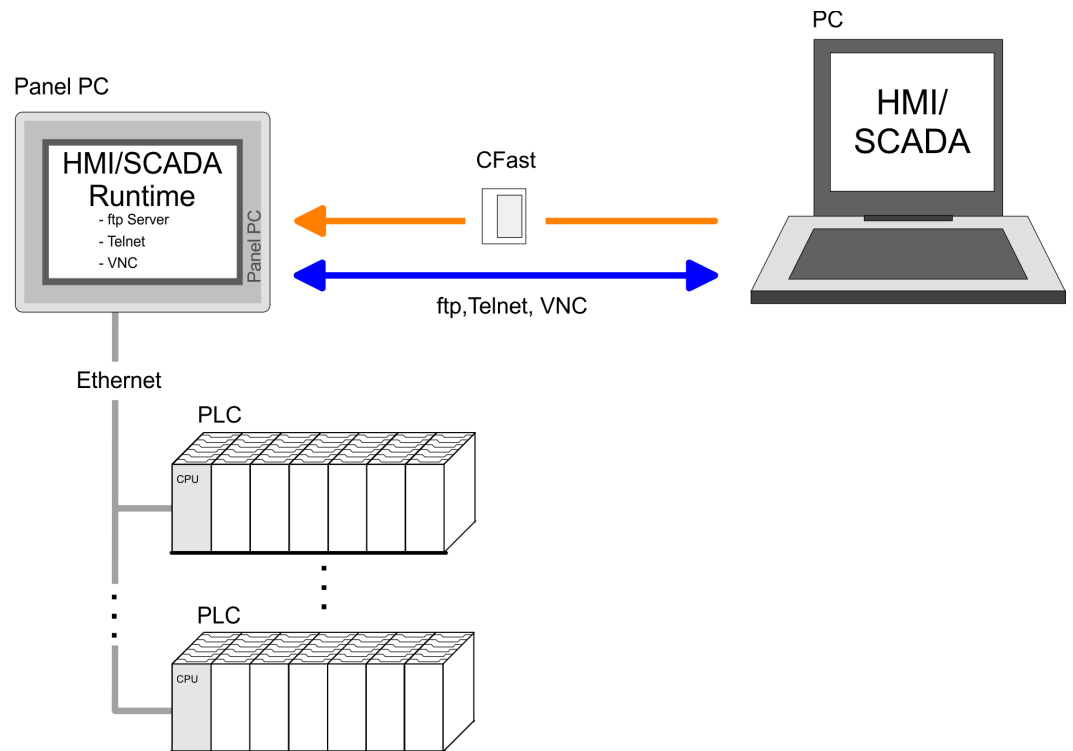 PC
Panel PC
HMI/SCADA
Runtime
- ftp Server
- Telnet
- VNC
Panel PC
CFast
HMI/
SCADA
ftp,Telnet, VNC
Ethernet
PLC
CPU
PLC
CPU